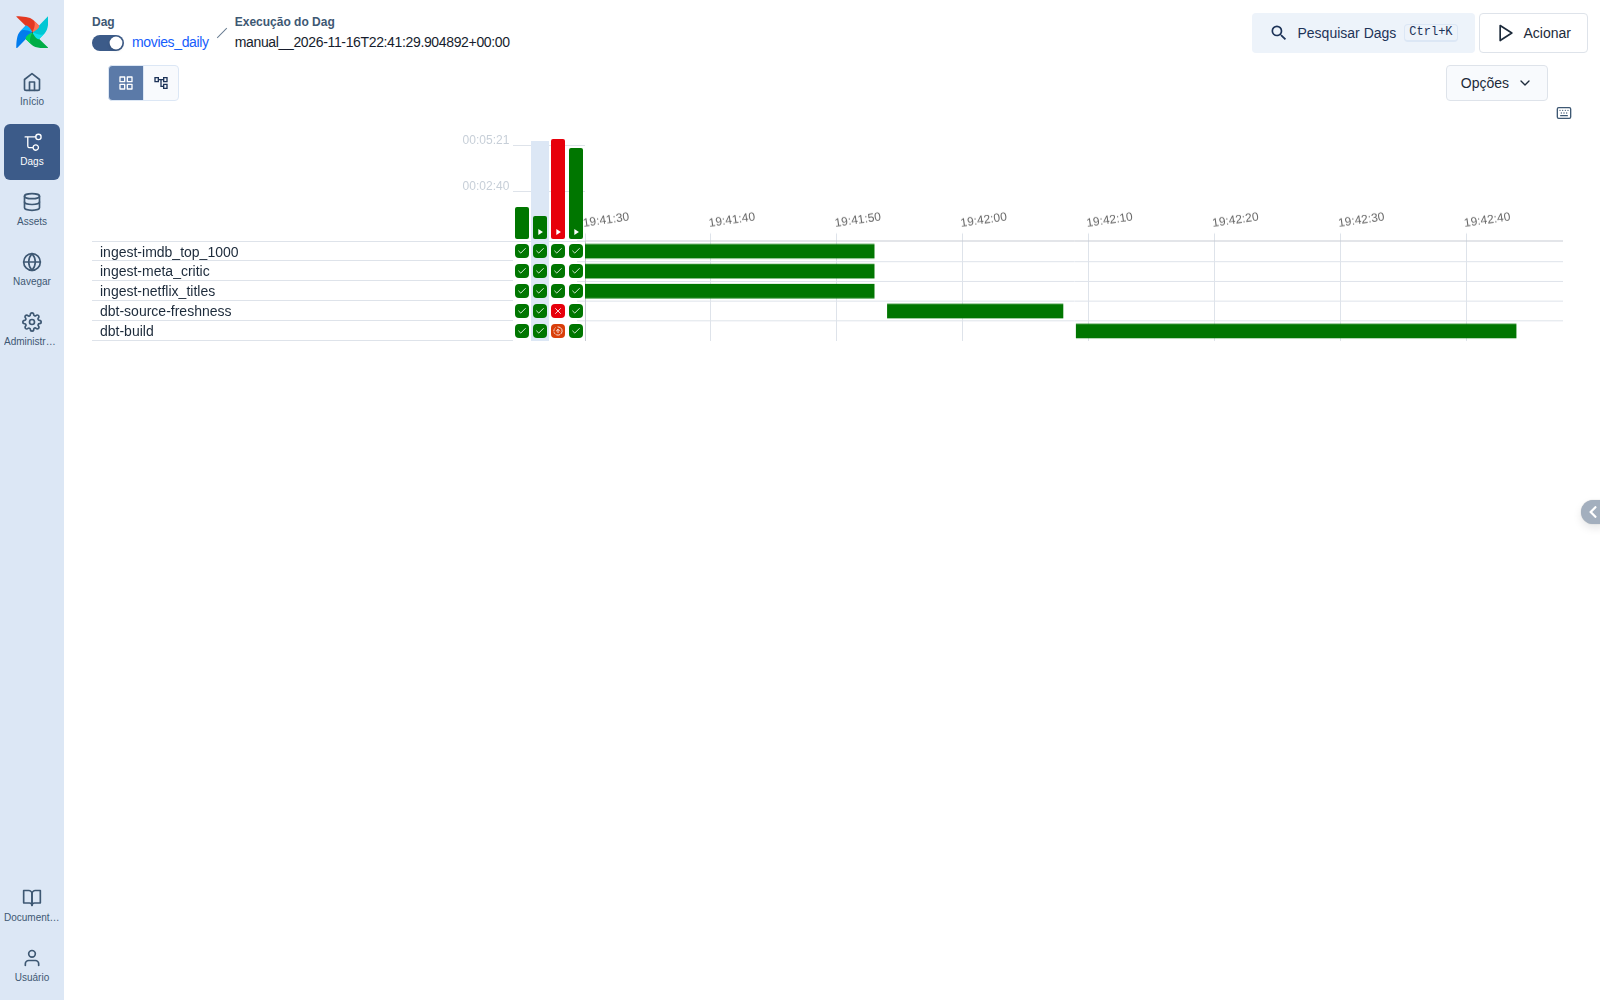 Dag
movies_daily
Execução do Dag
manual__2026-11-16T22:41:29.904892+00:00
Pesquisar Dags Ctrl+K
Acionar
Início
Dags
Assets
Navegar
Administr…
Document…
Usuário
Opções
00:05:21
00:02:40
19:41:30 19:41:40 19:41:50 19:42:00 19:42:10 19:42:20 19:42:30 19:42:40
ingest-imdb_top_1000
ingest-meta_critic
ingest-netflix_titles
dbt-source-freshness
dbt-build